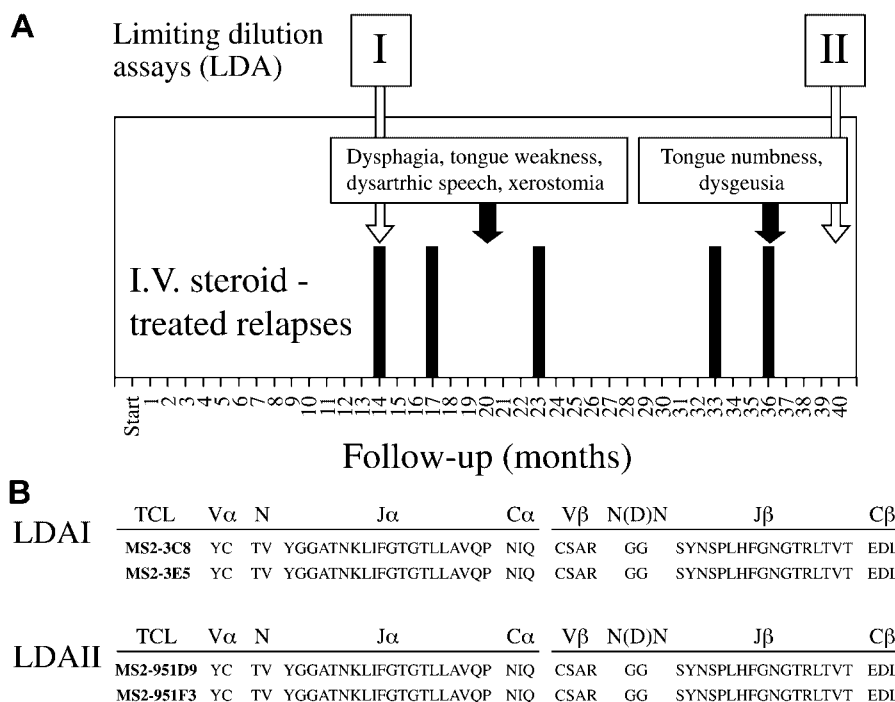 A
Limiting dilution
assays (LDA)
I
II
Dysphagia, tongue weakness,
dysarthric speech, xerostomia
Tongue numbness,
dysgeusia
I.V. steroid -
treated relapses
Start 1 2 3 4 5 6 7 8 9 10 11 12 13 14 15 16 17 18 19 20 21 22 23 24 25 26 27 28 29 30 31 32 33 34 35 36 37 38 39 40
Follow-up (months)
B
LDAI
TCL Vα N Jα Cα Vβ N(D)N Jβ Cβ
MS2-3C8 YC TV YGGATNKLIFGTGTLLAVQP NIQ CSAR GG SYNSPLHFGNGTRLTVT EDL
MS2-3E5 YC TV YGGATNKLIFGTGTLLAVQP NIQ CSAR GG SYNSPLHFGNGTRLTVT EDL
LDAII
TCL Vα N Jα Cα Vβ N(D)N Jβ Cβ
MS2-951D9 YC TV YGGATNKLIFGTGTLLAVQP NIQ CSAR GG SYNSPLHFGNGTRLTVT EDL
MS2-951F3 YC TV YGGATNKLIFGTGTLLAVQP NIQ CSAR GG SYNSPLHFGNGTRLTVT EDL